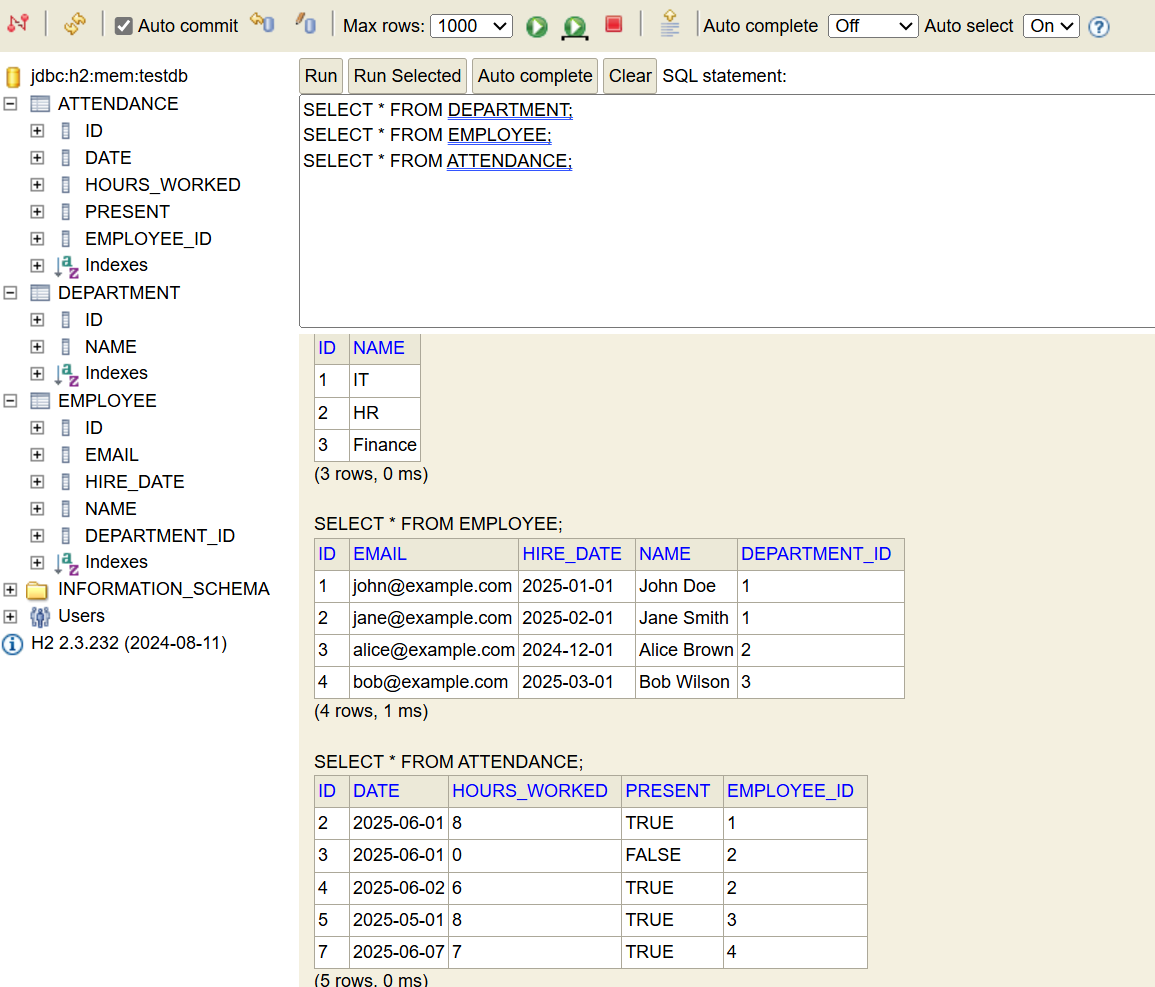 Auto commit Max rows: 1000 Auto complete Off Auto select On ?
jdbc:h2:mem:testdb
ATTENDANCE
ID
DATE
HOURS_WORKED
PRESENT
EMPLOYEE_ID
Indexes
DEPARTMENT
ID
NAME
Indexes
EMPLOYEE
ID
EMAIL
HIRE_DATE
NAME
DEPARTMENT_ID
Indexes
INFORMATION_SCHEMA
Users
H2 2.3.232 (2024-08-11)
Run Run Selected Auto complete Clear SQL statement:
SELECT * FROM DEPARTMENT;
SELECT * FROM EMPLOYEE;
SELECT * FROM ATTENDANCE;
ID NAME
1 IT
2 HR
3 Finance
(3 rows, 0 ms)
SELECT * FROM EMPLOYEE;
ID EMAIL HIRE_DATE NAME DEPARTMENT_ID
1 john@example.com 2025-01-01 John Doe 1
2 jane@example.com 2025-02-01 Jane Smith 1
3 alice@example.com 2024-12-01 Alice Brown 2
4 bob@example.com 2025-03-01 Bob Wilson 3
(4 rows, 1 ms)
SELECT * FROM ATTENDANCE;
ID DATE HOURS_WORKED PRESENT EMPLOYEE_ID
2 2025-06-01 8 TRUE 1
3 2025-06-01 0 FALSE 2
4 2025-06-02 6 TRUE 2
5 2025-05-01 8 TRUE 3
7 2025-06-07 7 TRUE 4
(5 rows, 0 ms)